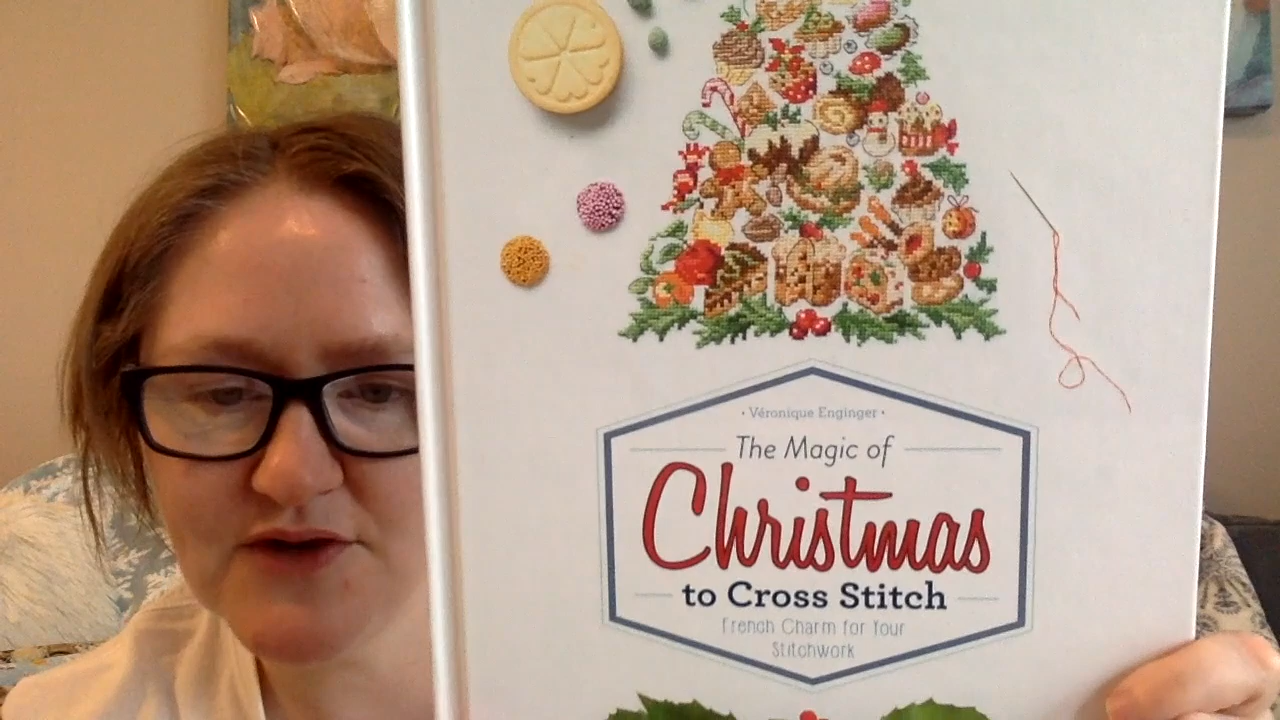 • Véronique Enginger •
The Magic of
Christmas
to Cross Stitch
French Charm for Your
Stitchwork